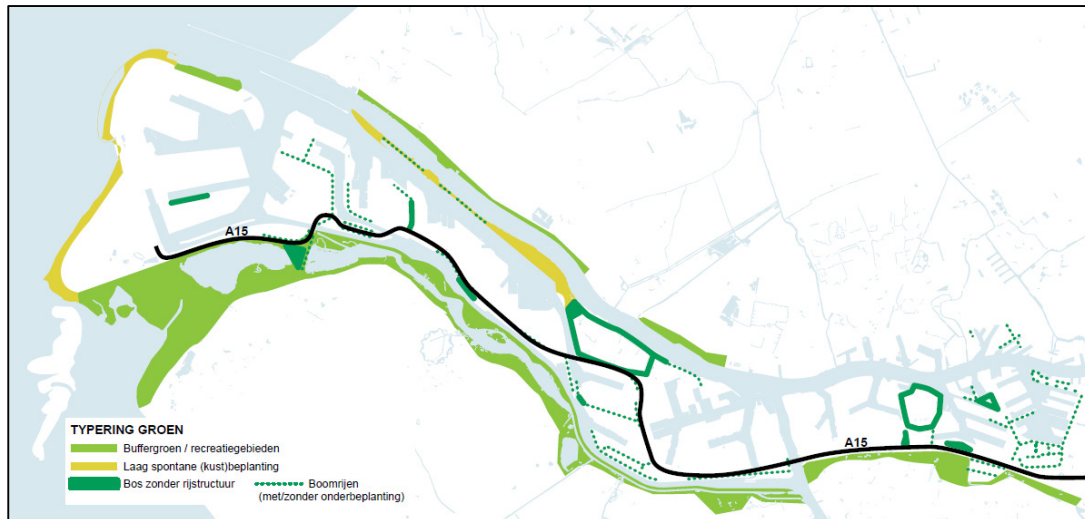 A15
A15
TYPERING GROEN
Buffergroen / recreatiegebieden
Laag spontane (kust)beplanting
Bos zonder rijstructuur
Boomrijen
(met/zonder onderbeplanting)